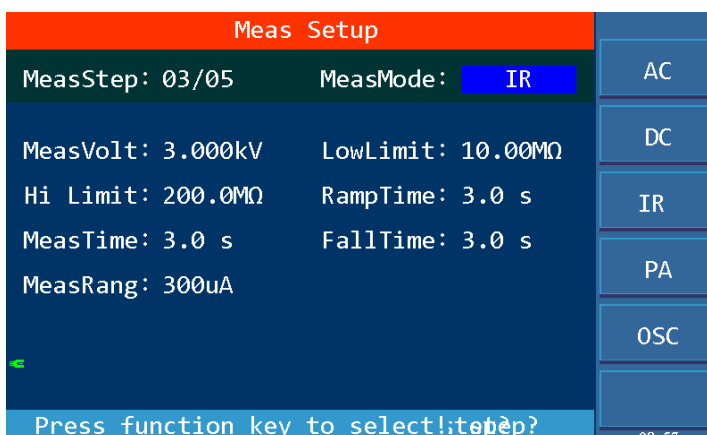 Meas Setup
MeasStep: 03/05 MeasMode: IR
MeasVolt: 3.000kV LowLimit: 10.00MΩ
Hi Limit: 200.0MΩ RampTime: 3.0 s
MeasTime: 3.0 s FallTime: 3.0 s
MeasRang: 300uA
Press function key to select
AC
DC
IR
PA
OSC